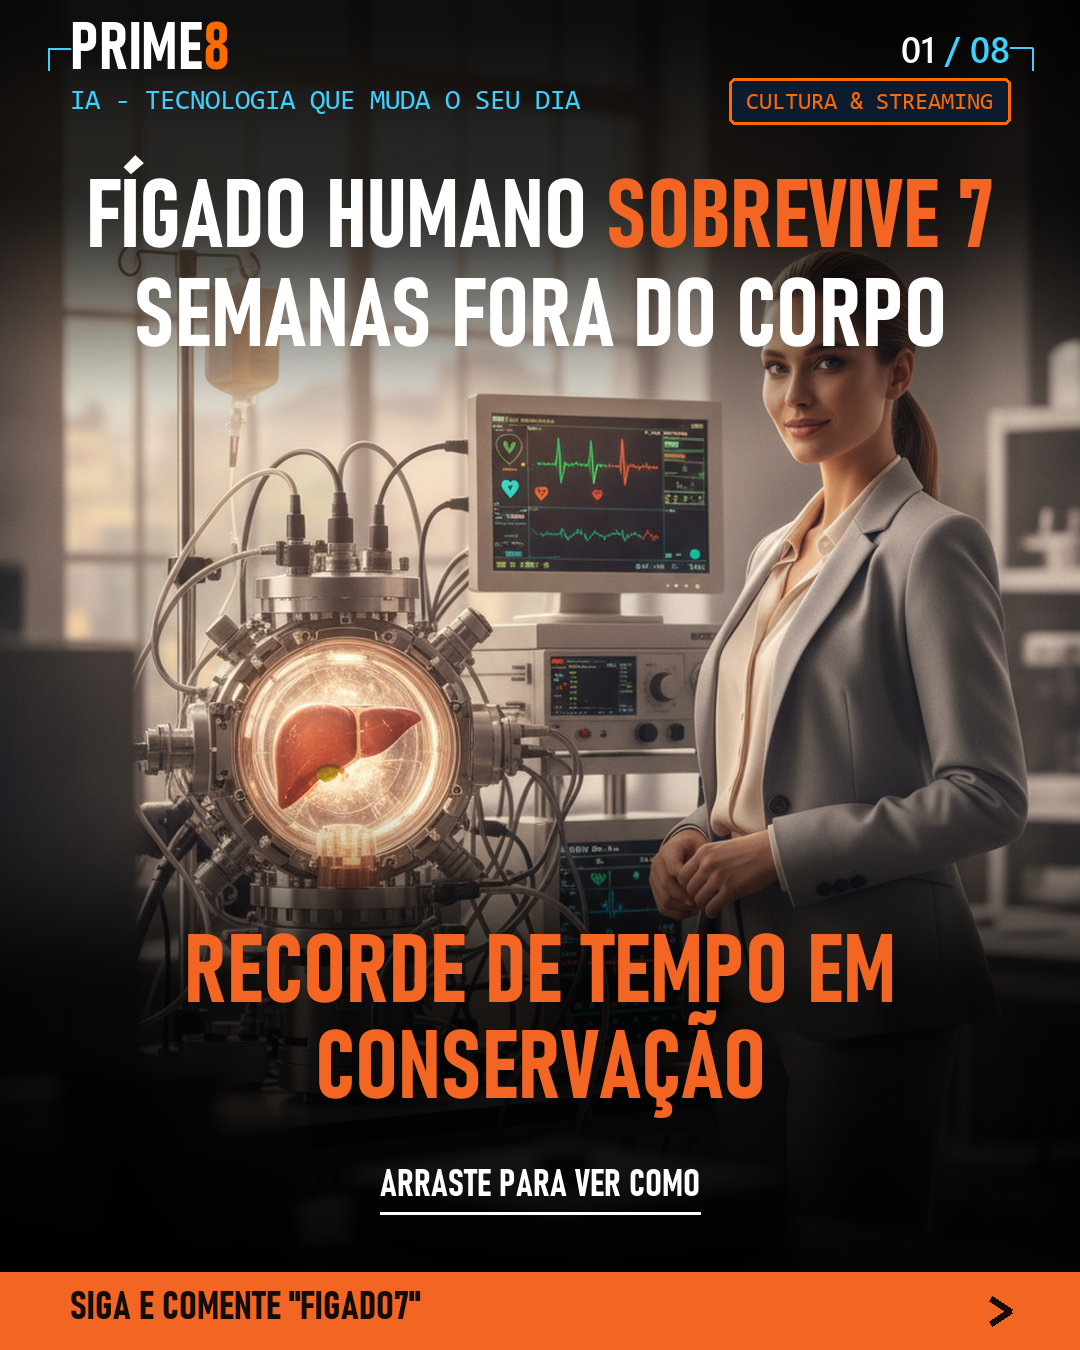 PRIME8
01 / 08
IA - TECNOLOGIA QUE MUDA O SEU DIA
CULTURA & STREAMING
FÍGADO HUMANO SOBREVIVE 7
SEMANAS FORA DO CORPO
RECORDE DE TEMPO EM
CONSERVAÇÃO
ARRASTE PARA VER COMO
SIGA E COMENTE "FIGADO7"
>